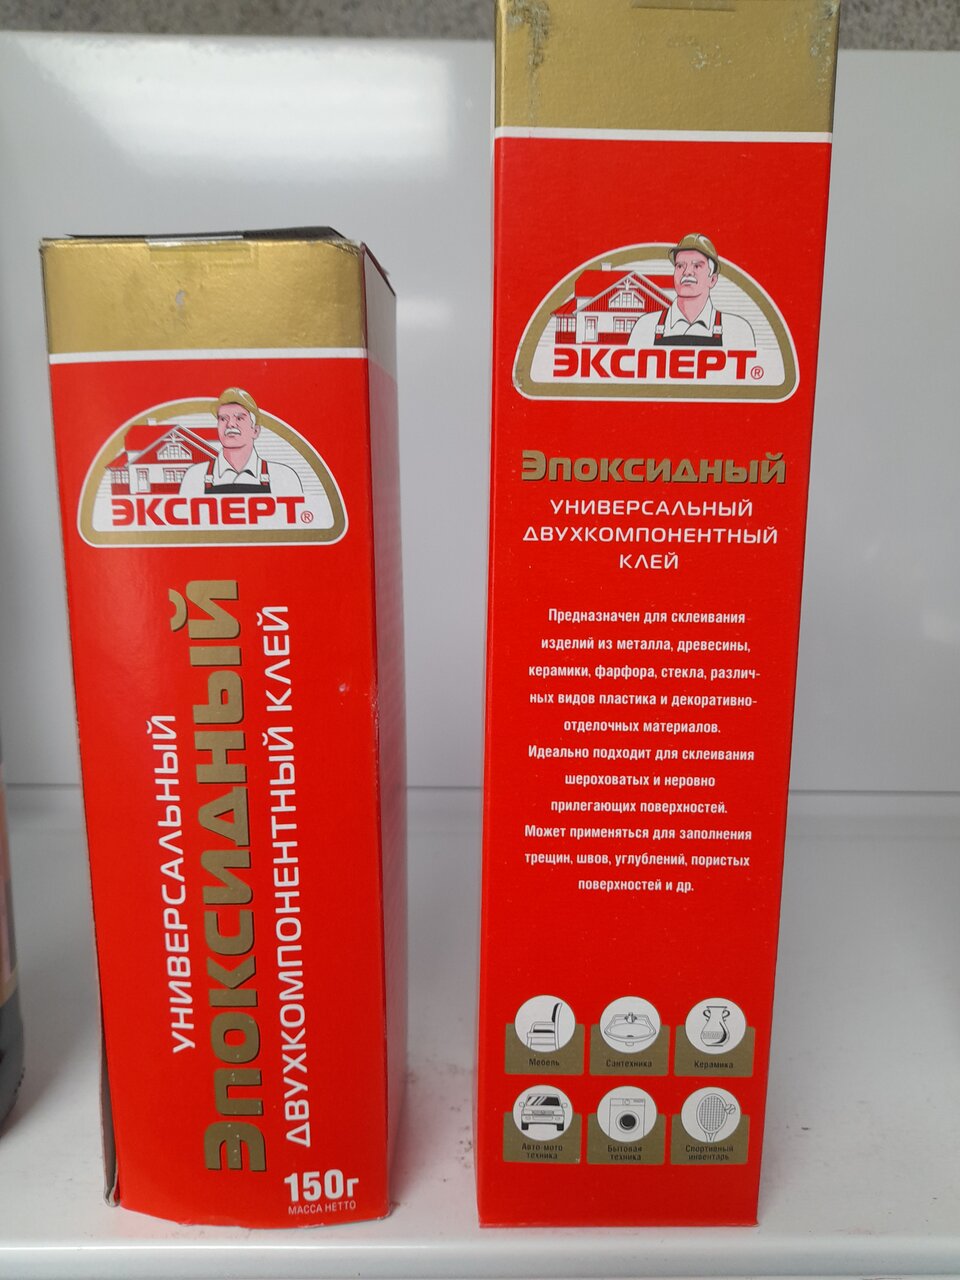 ЭКСПЕРТ®
УНИВЕРСАЛЬНЫЙ
Эпоксидный
ДВУХКОМПОНЕНТНЫЙ КЛЕЙ
150г
МАССА НЕТТО
ЭКСПЕРТ®
Эпоксидный
УНИВЕРСАЛЬНЫЙ
ДВУХКОМПОНЕНТНЫЙ
КЛЕЙ
Предназначен для склеивания
изделий из металла, древесины,
керамики, фарфора, стекла, различ-
ных видов пластика и декоративно-
отделочных материалов.
Идеально подходит для склеивания
шероховатых и неровно
прилегающих поверхностей.
Может применяться для заполнения
трещин, швов, углублений, пористых
поверхностей и др.
Мебель
Сантехника
Керамика
Авто-мото
техника
Бытовая
техника
Спортивный
инвентарь